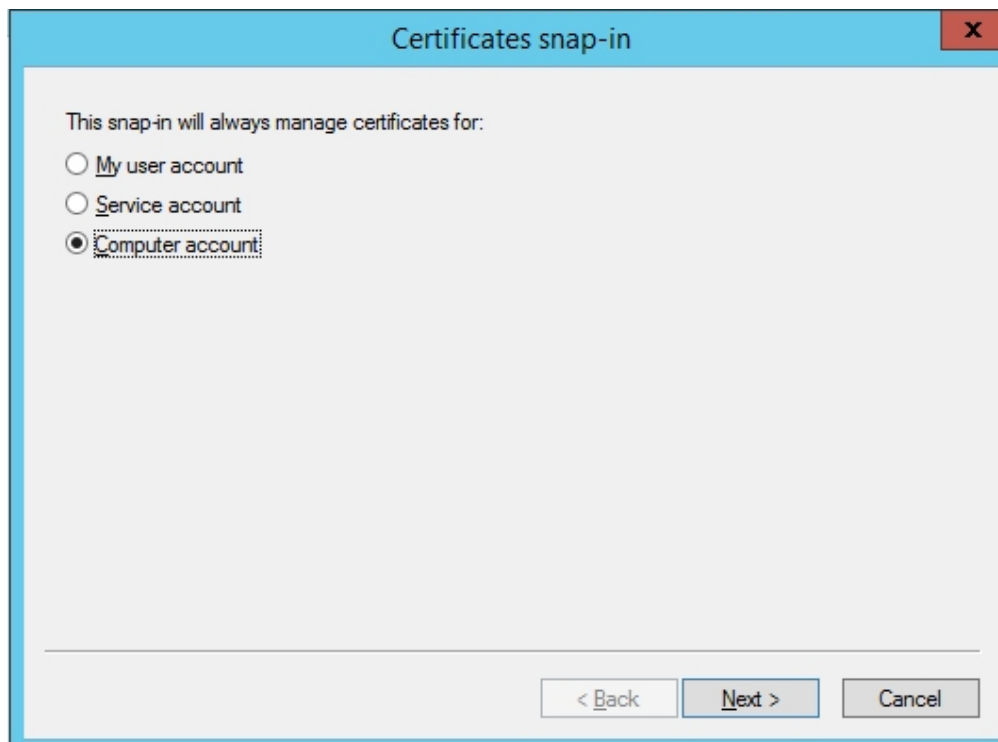 Certificates snap-in
x
This snap-in will always manage certificates for:
My user account
Service account
Computer account
< Back
Next >
Cancel